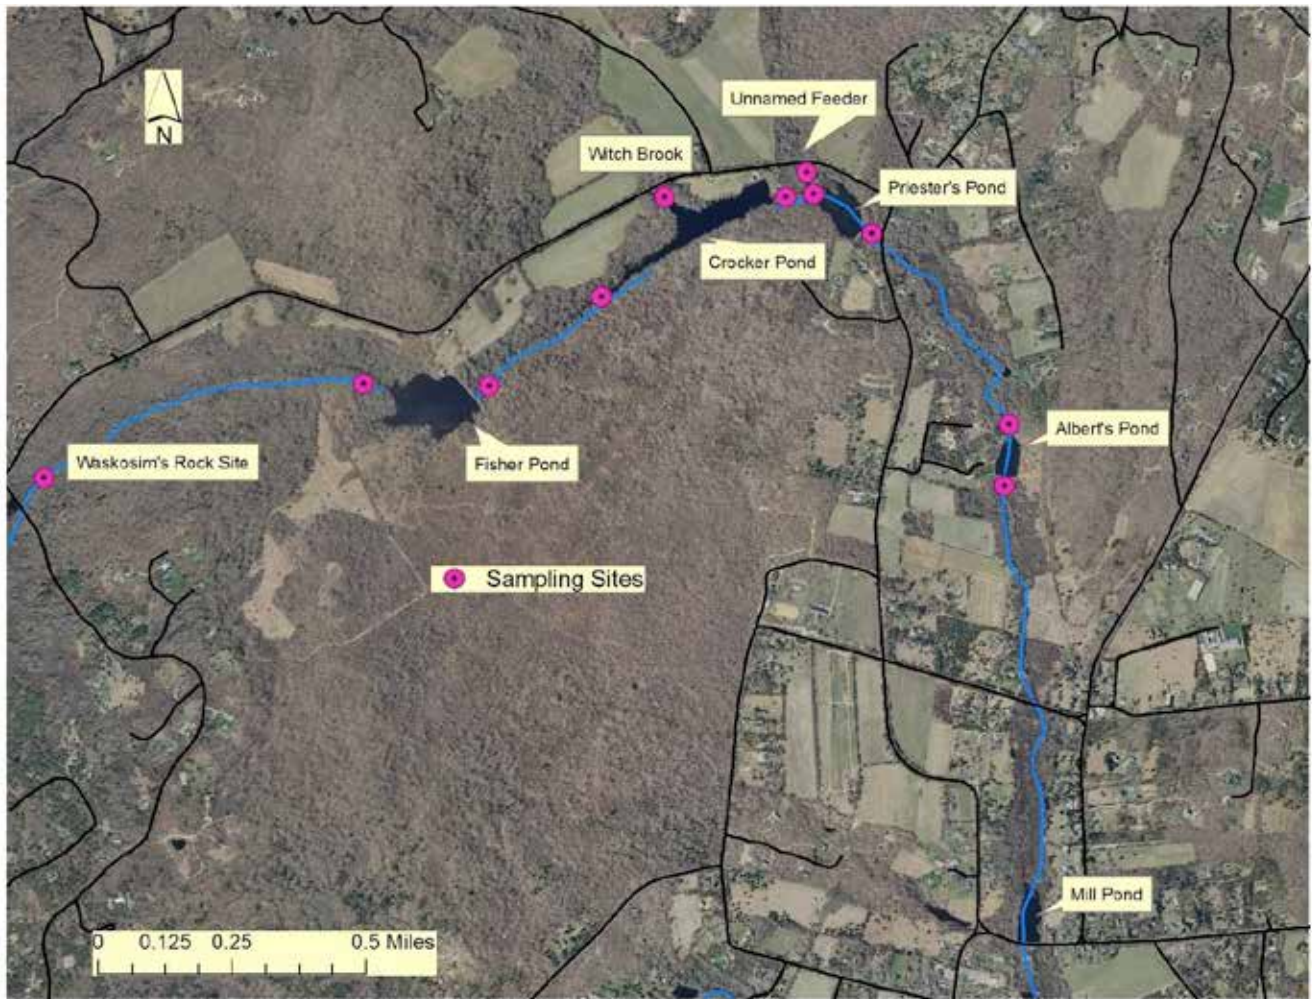 Unnamed Feeder
N
Witch Brook
Priester's Pond
Crocker Pond
Albert's Pond
Waskosim's Rock Site
Fisher Pond
Sampling Sites
Mill Pond
0 0.125 0.25 0.5 Miles